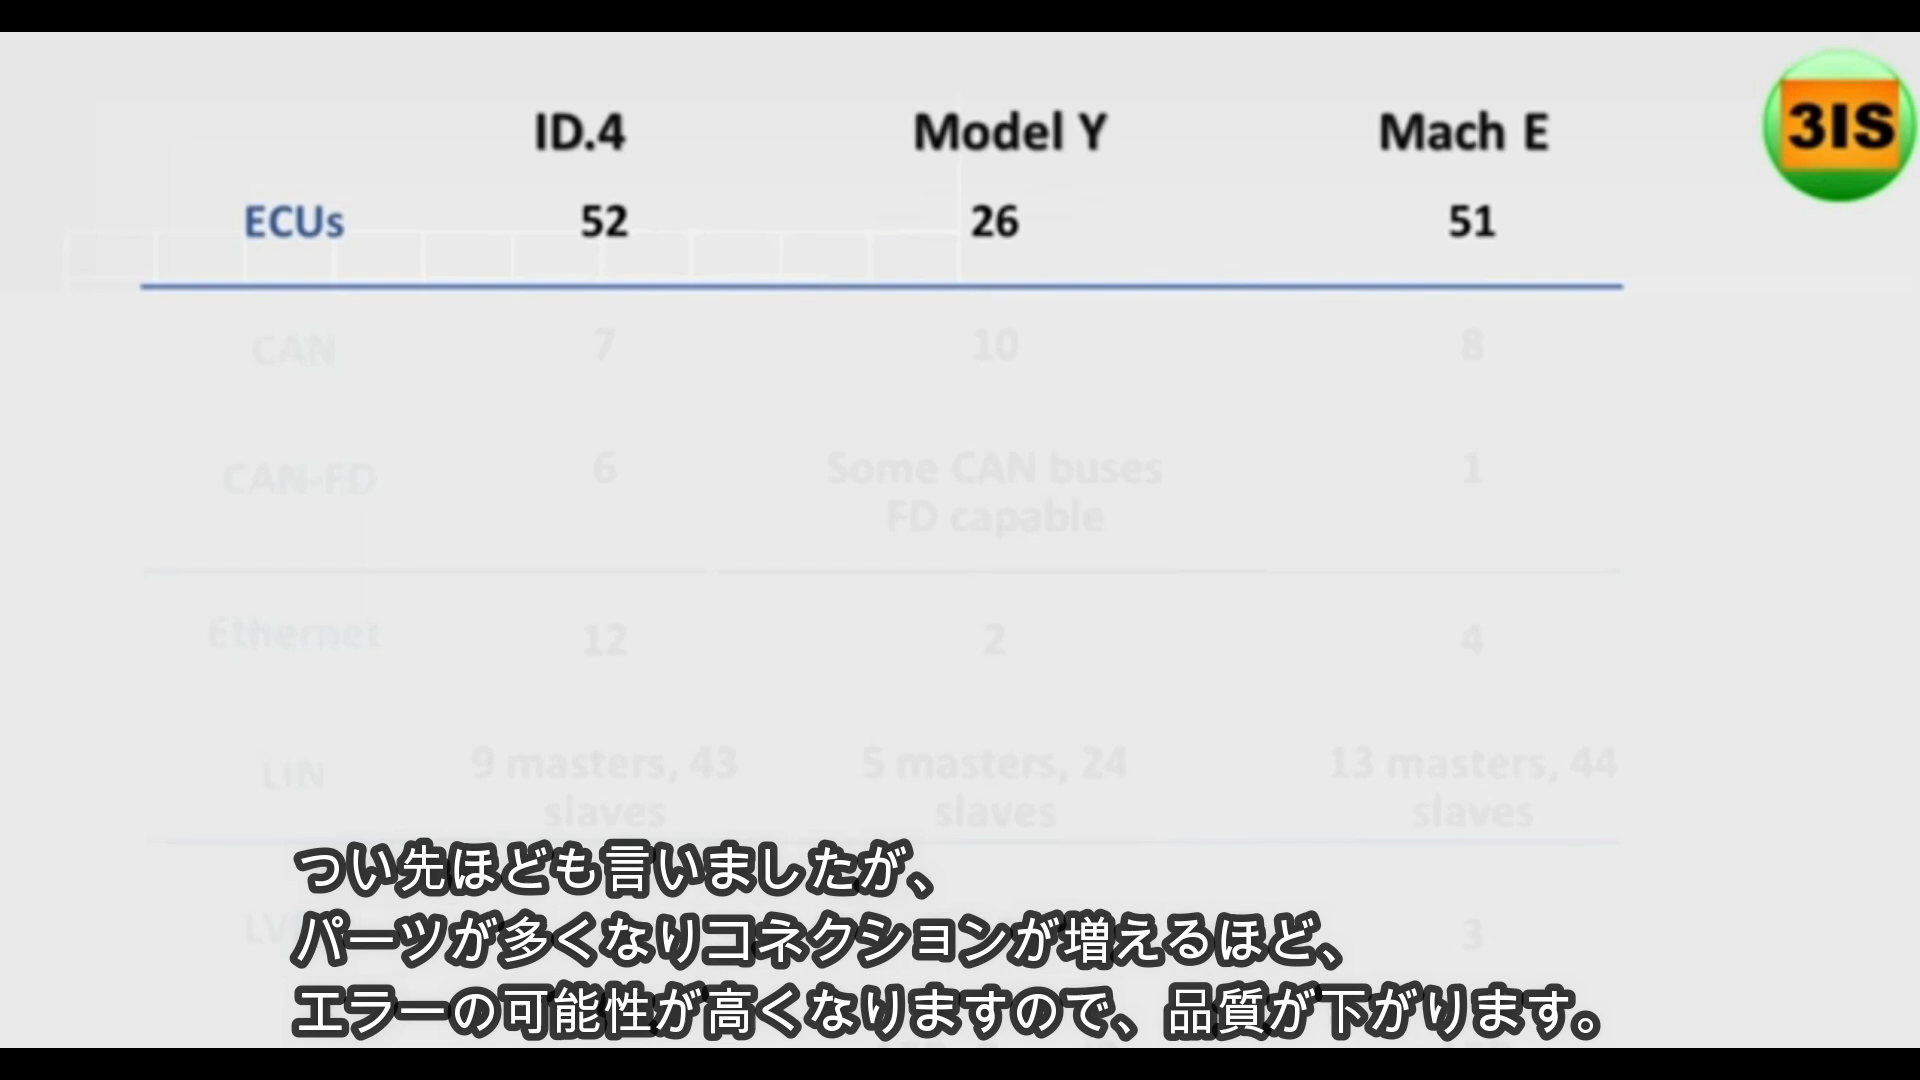 3IS
ID.4 Model Y Mach E
ECUs 52 26 51
CAN 7 10 8
CAN-FD 6 Some CAN buses 1
FD capable
Ethernet 12 2 4
LIN 9 masters, 43 5 masters, 24 13 masters, 44
slaves slaves slaves
3
つい先ほども言いましたが、
パーツが多くなりコネクションが増えるほど、
エラーの可能性が高くなりますので、品質が下がります。